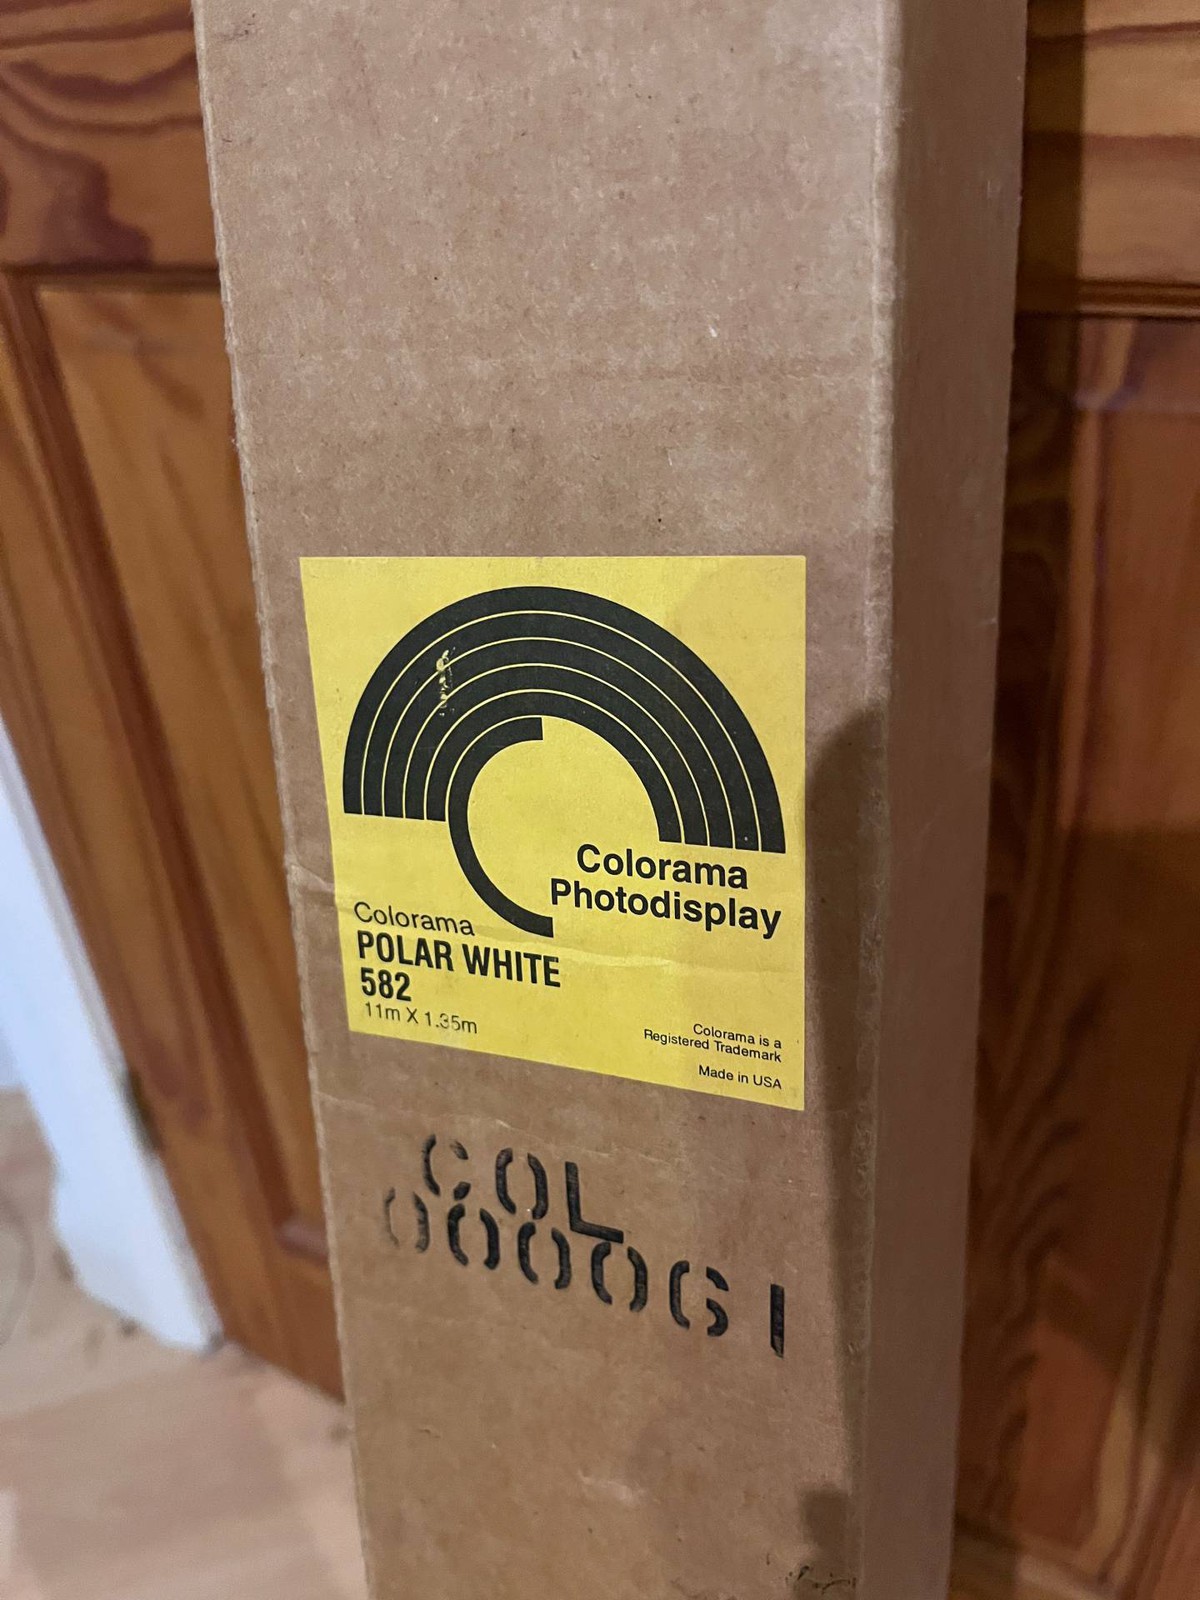 Colorama
Photodisplay
Colorama
POLAR WHITE
582
11m X 1.35m
Colorama is a
Registered Trademark
Made in USA
COL
000061